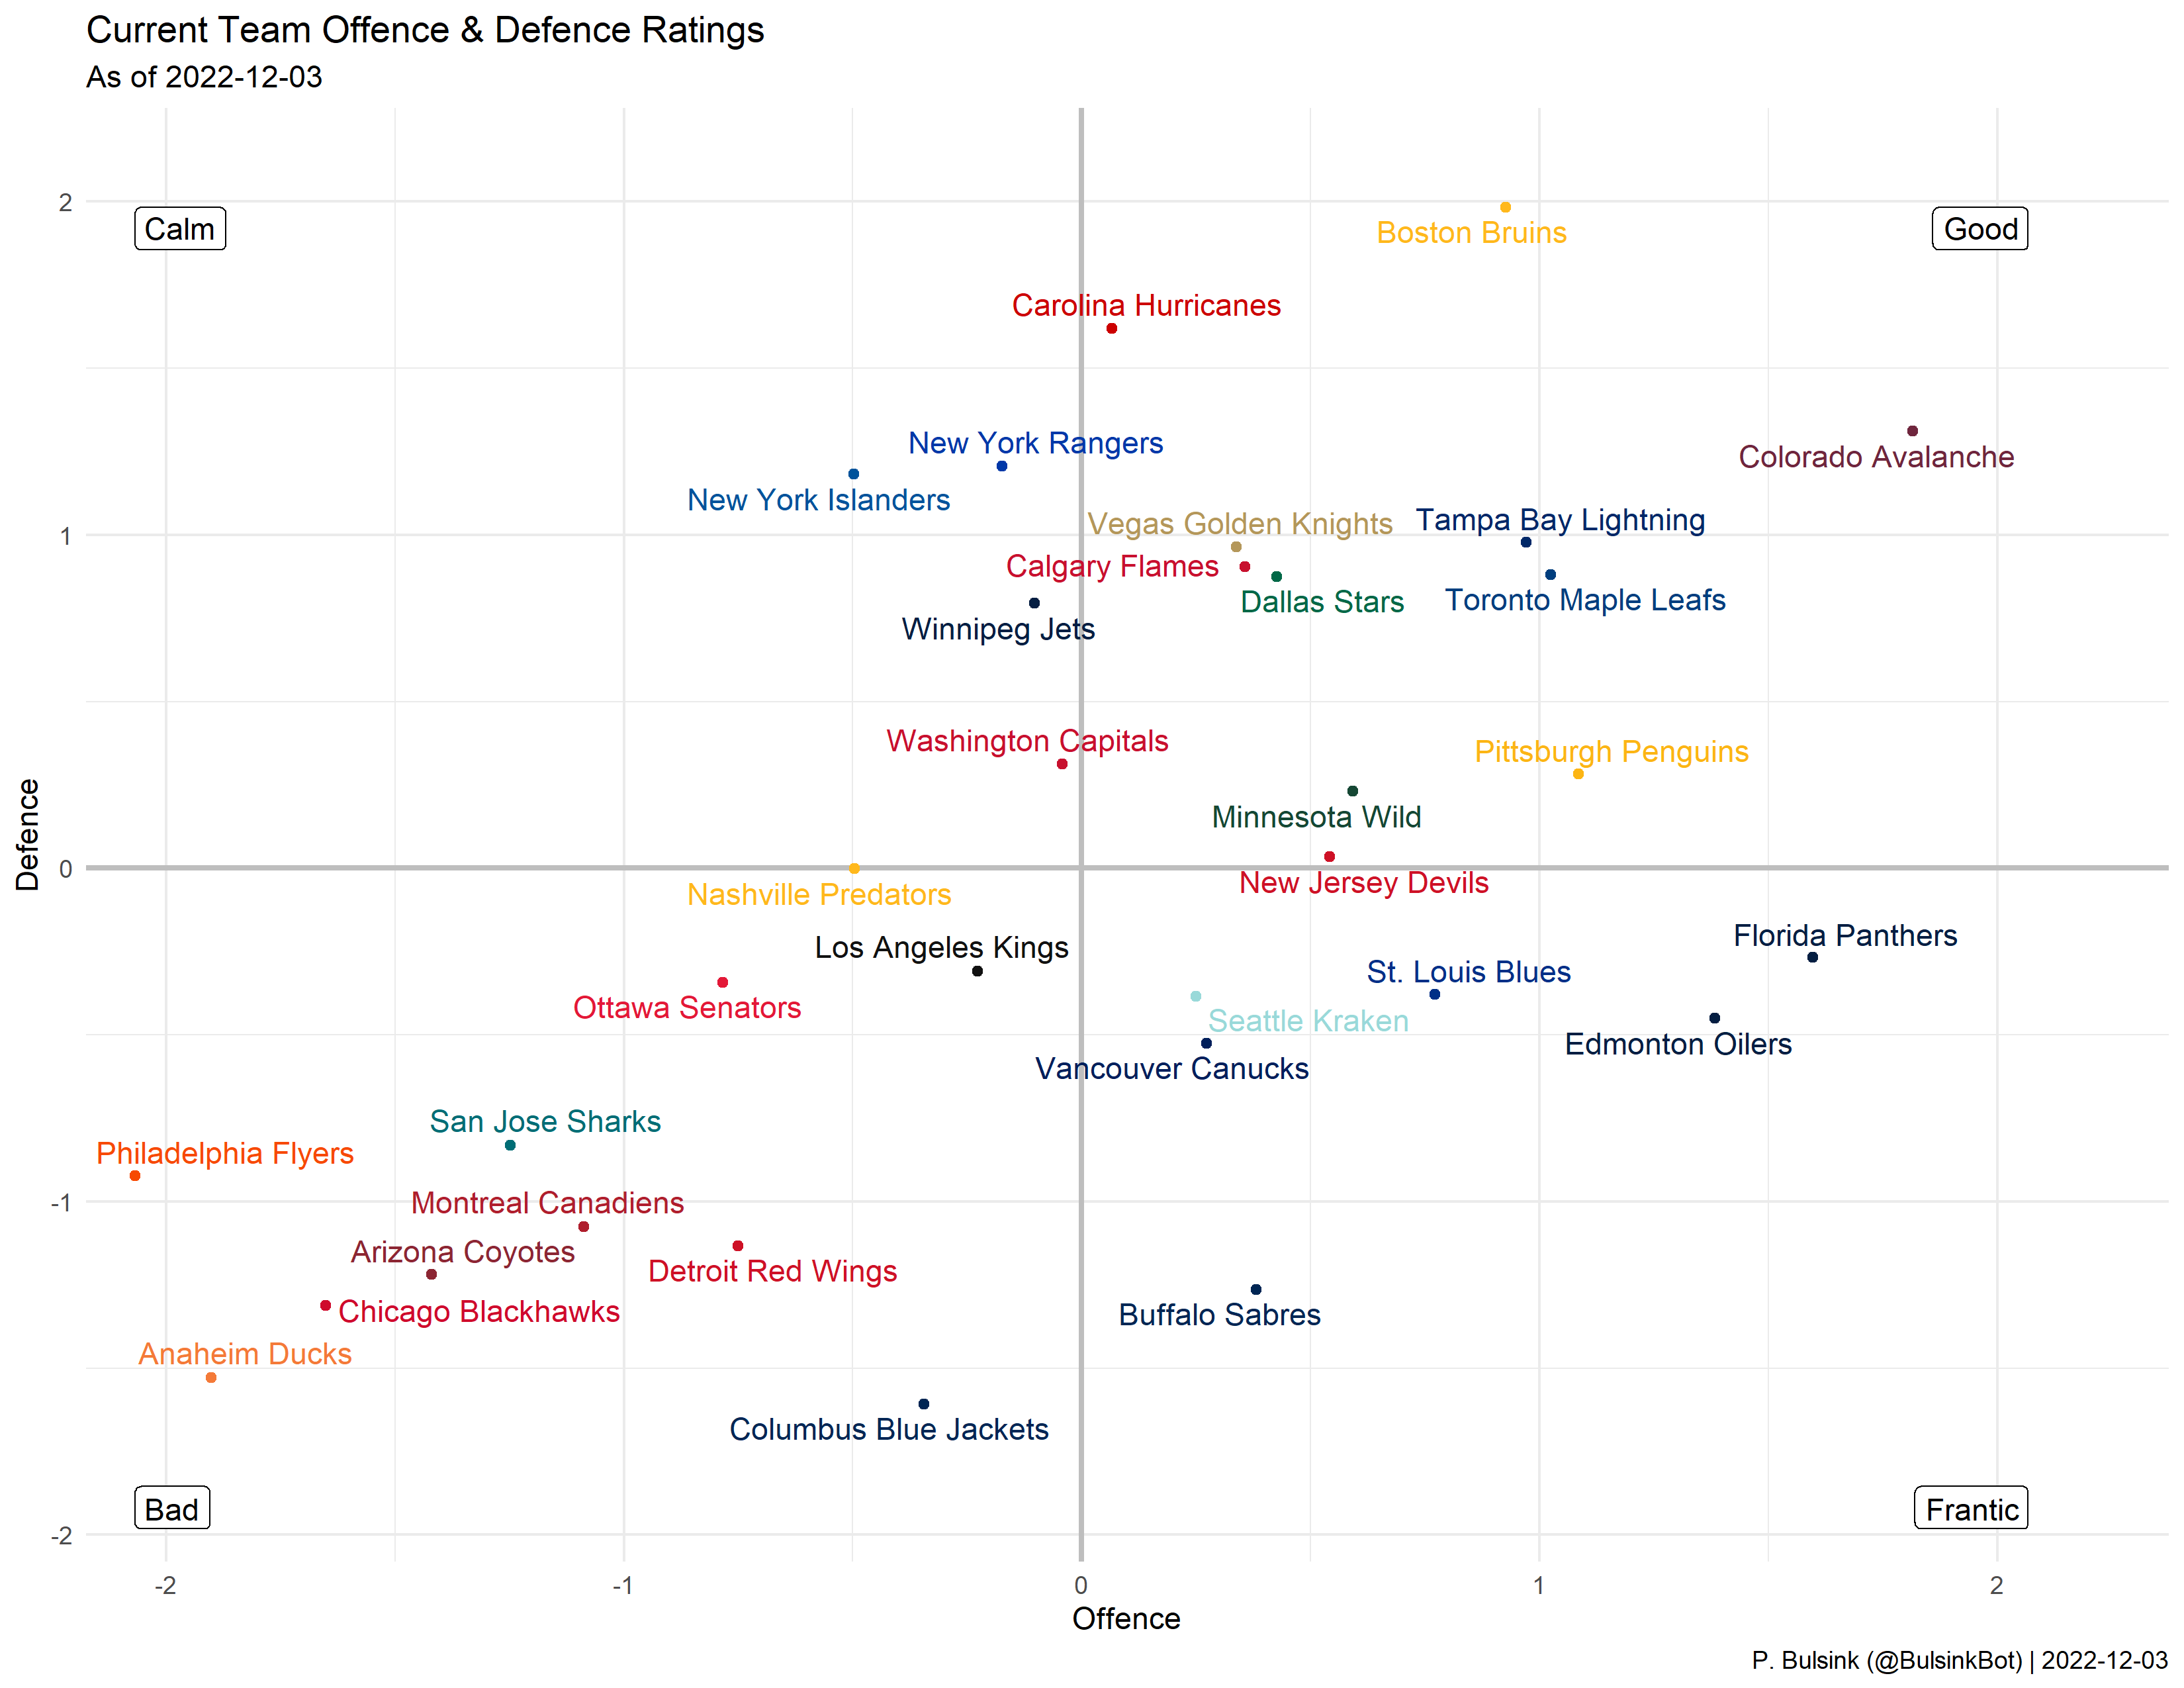 Current Team Offence & Defence Ratings
As of 2022-12-03
2
Calm
Good
Boston Bruins
Carolina Hurricanes
New York Rangers
Colorado Avalanche
New York Islanders
Vegas Golden Knights
Tampa Bay Lightning
1
Calgary Flames
Dallas Stars
Toronto Maple Leafs
Winnipeg Jets
Washington Capitals
Pittsburgh Penguins
Minnesota Wild
Defence
0
New Jersey Devils
Nashville Predators
Florida Panthers
Los Angeles Kings
St. Louis Blues
Ottawa Senators
Seattle Kraken
Edmonton Oilers
Vancouver Canucks
San Jose Sharks
Philadelphia Flyers
-1
Montreal Canadiens
Arizona Coyotes
Detroit Red Wings
Chicago Blackhawks
Buffalo Sabres
Anaheim Ducks
Columbus Blue Jackets
Bad
Frantic
-2
-2 -1 0 1 2
Offence
P. Bulsink (@BulsinkBot) | 2022-12-03